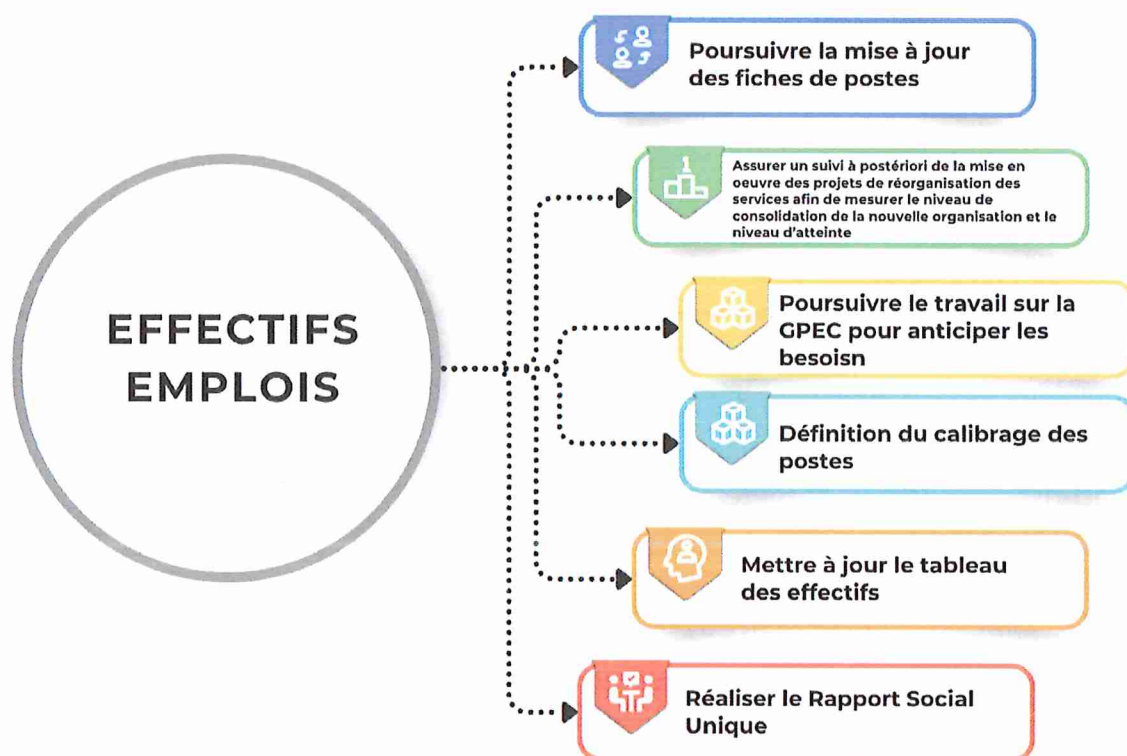 EFFECTIFS
EMPLOIS
Poursuivre la mise à jour
des fiches de postes
1
Assurer un suivi à postériori de la mise en
oeuvre des projets de réorganisation des
services afin de mesurer le niveau de
consolidation de la nouvelle organisation et le
niveau d'atteinte
Poursuivre le travail sur la
GPEC pour anticiper les
besoisn
Définition du calibrage des
postes
Mettre à jour le tableau
des effectifs
Réaliser le Rapport Social
Unique